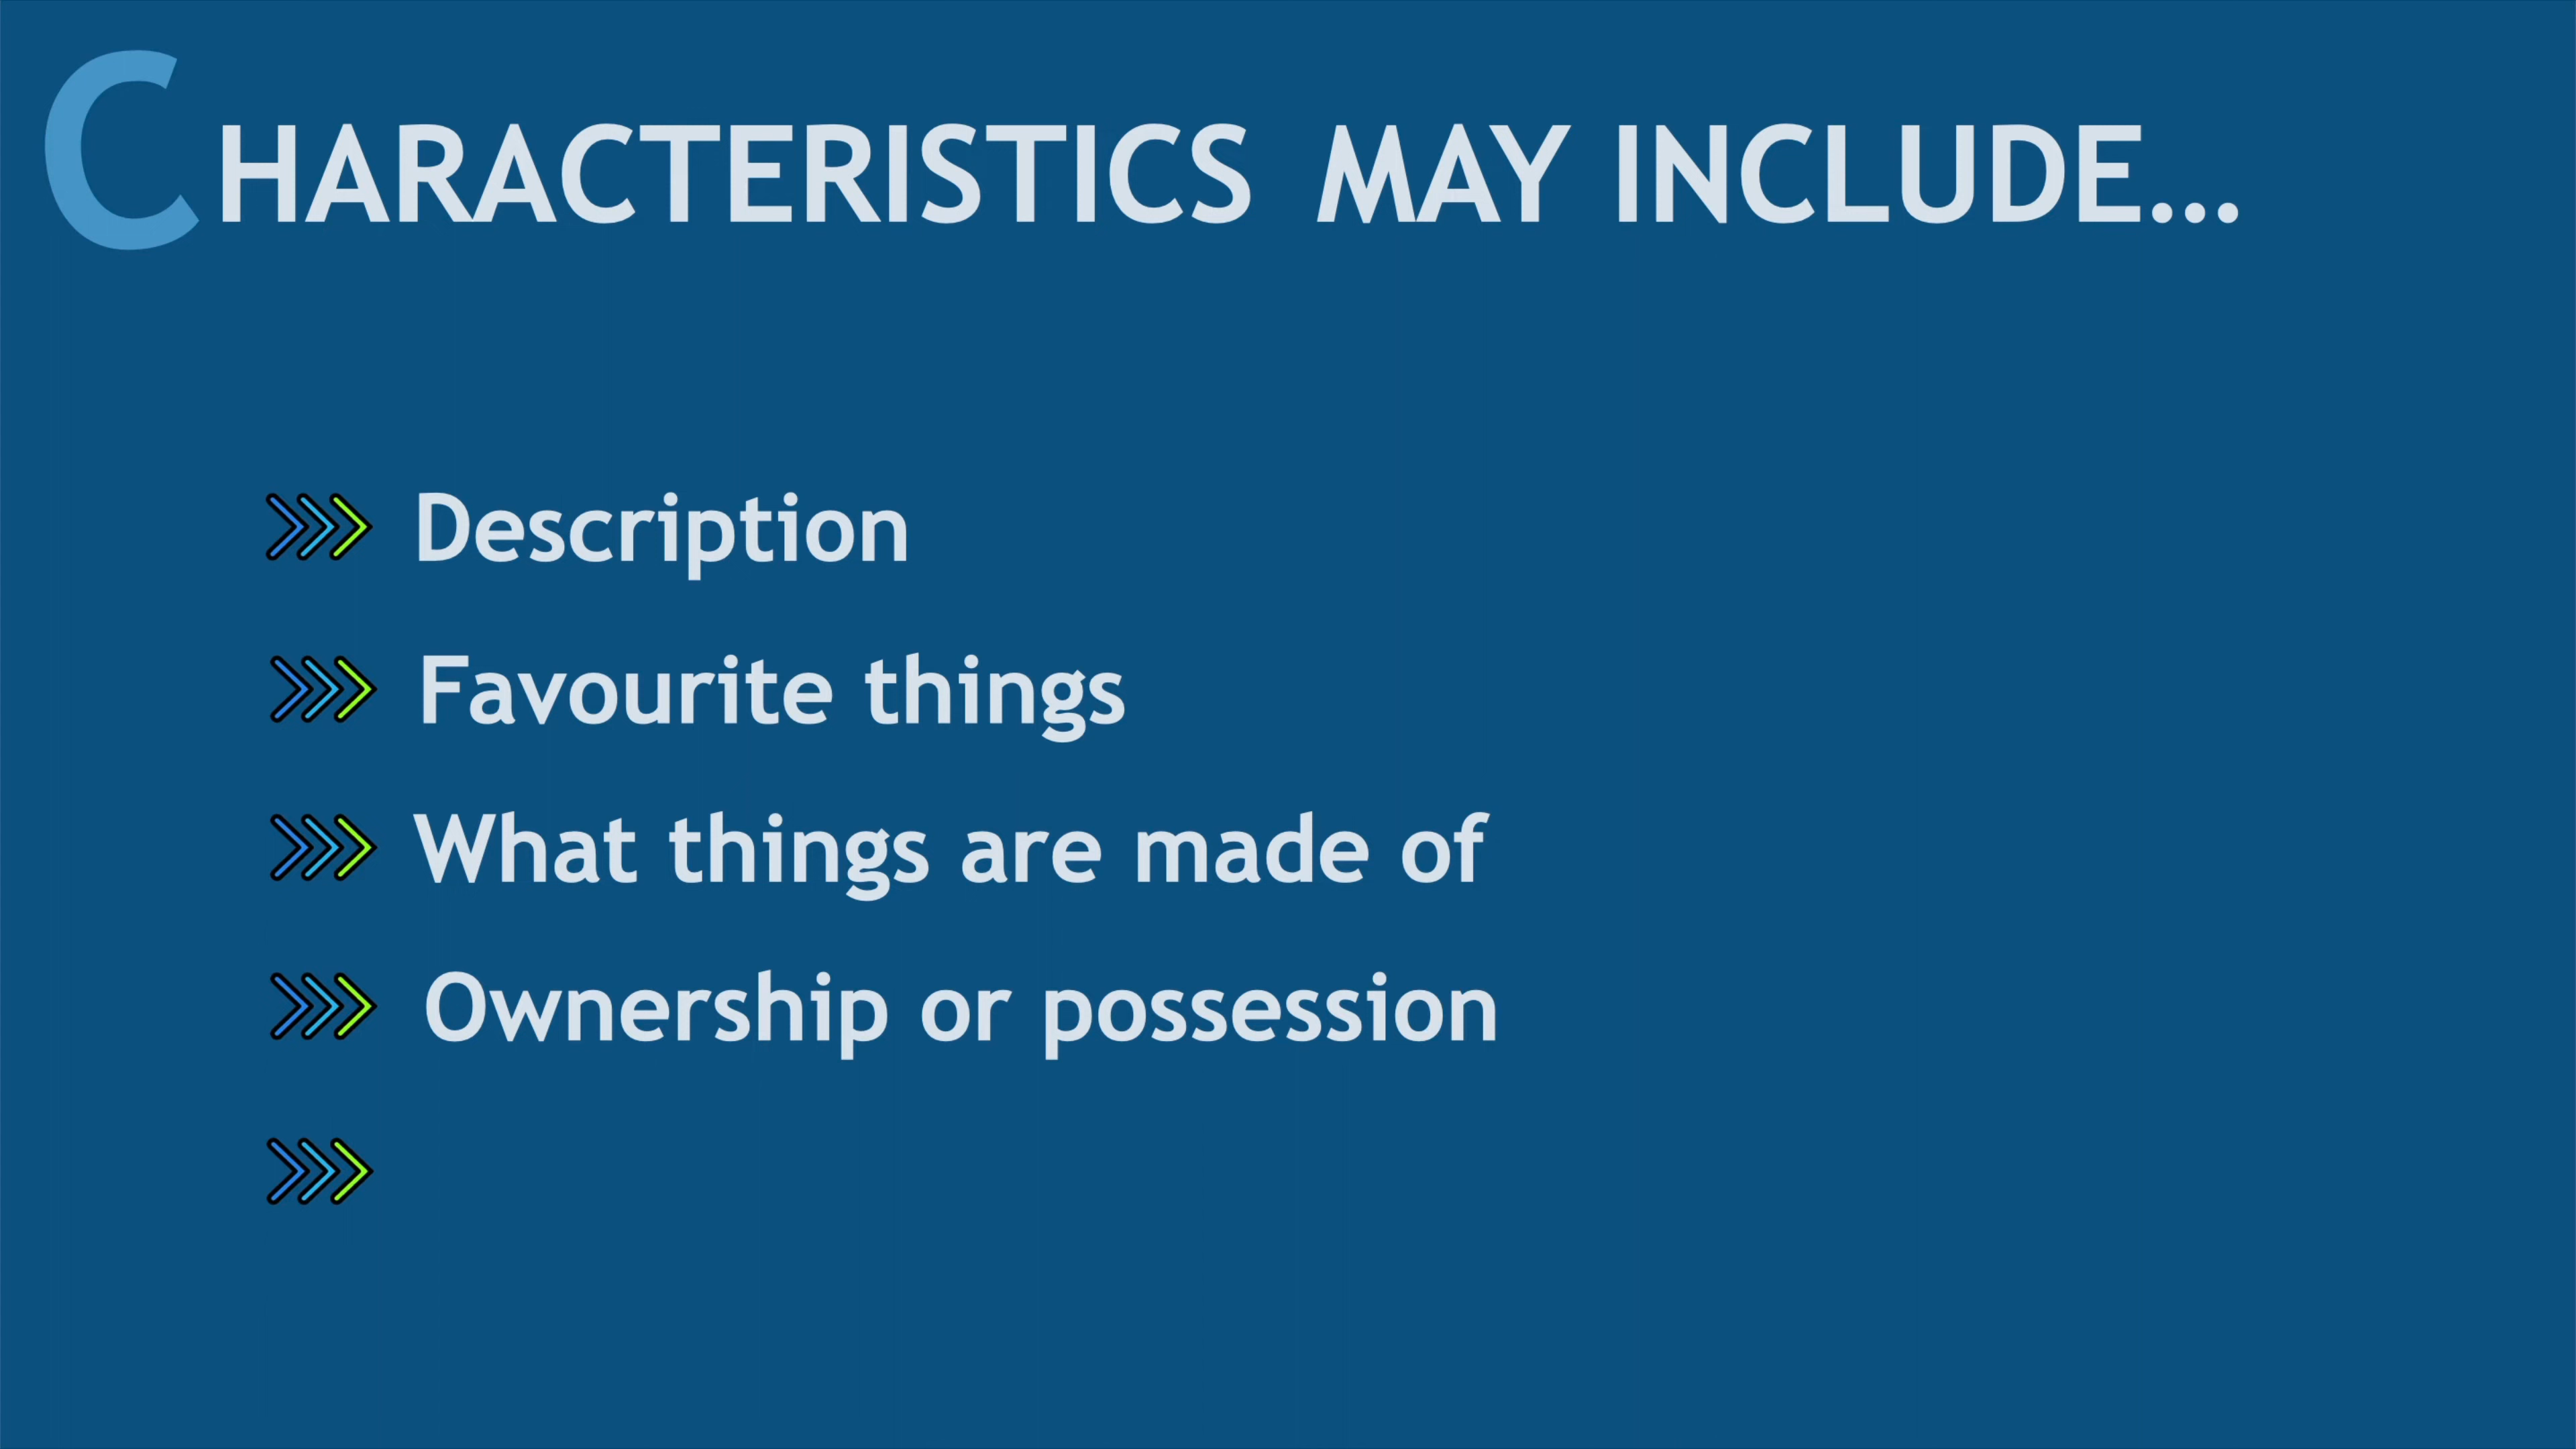 CHARACTERISTICS MAY INCLUDE...
Description
Favourite things
What things are made of
Ownership or possession